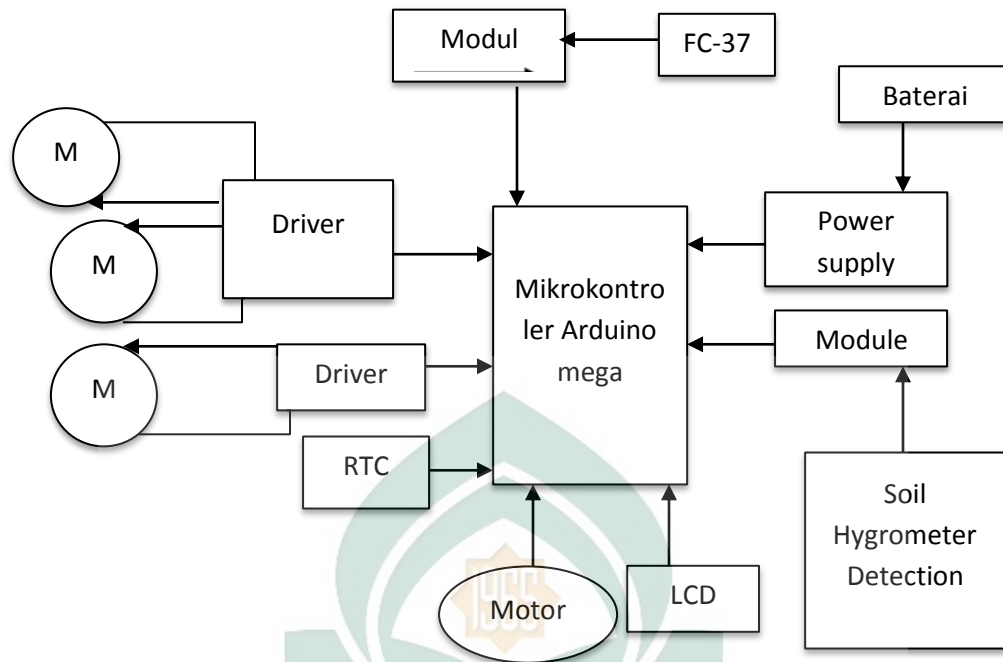 Modul
FC-37
Baterai
M
Driver
Power
supply
M
Mikrokontro
ler Arduino
mega
Module
M
Driver
RTC
Soil
Hygrometer
Detection
Motor
LCD